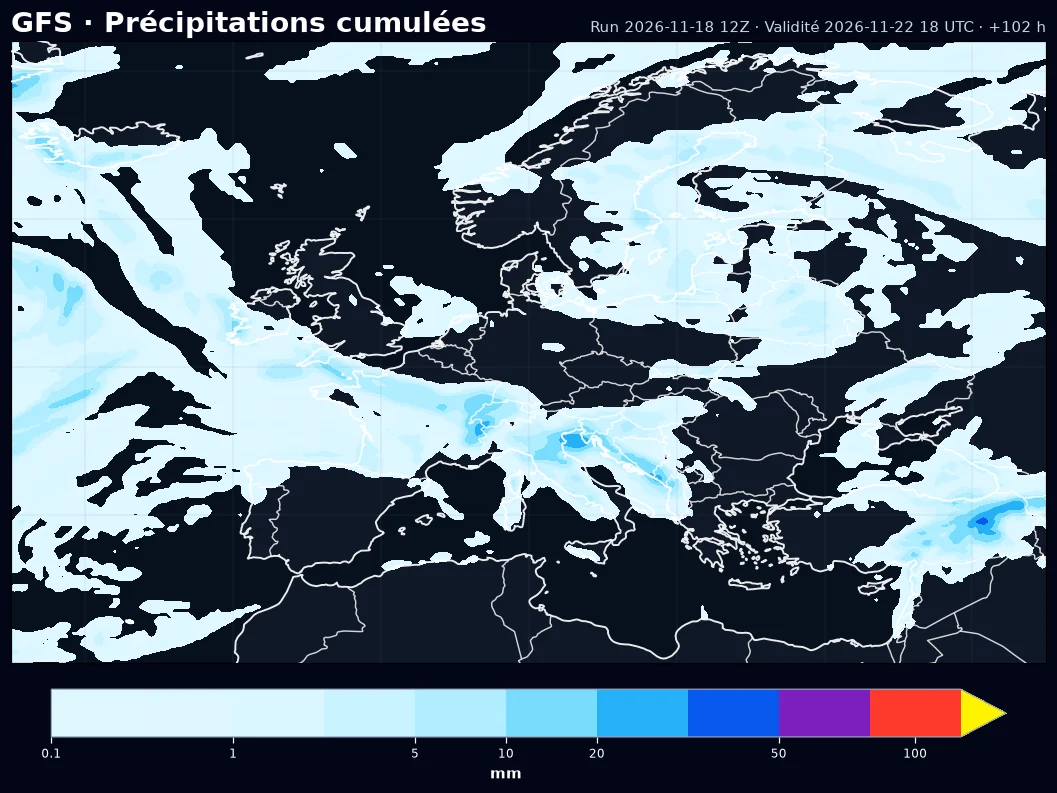 GFS · Précipitations cumulées
Run 2026-11-18 12Z · Validité 2026-11-22 18 UTC · +102 h
0.1 1 5 10 20 50 100
mm